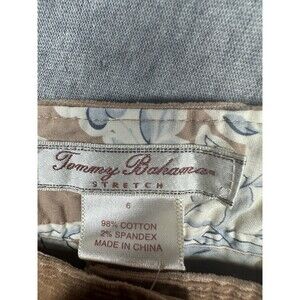 Tommy Bahama
STRETCH
6
98% COTTON
2% SPANDEX
MADE IN CHINA